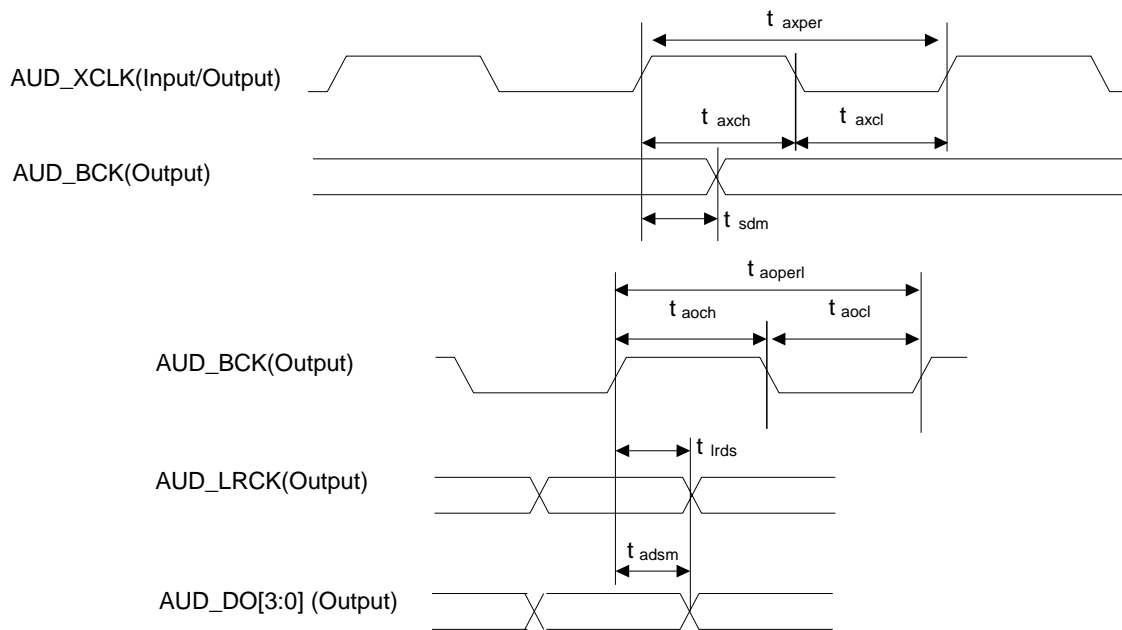 t axper
AUD_XCLK(Input/Output)
t axch
t axcl
AUD_BCK(Output)
t sdm
t aoperl
t aoch
t aocl
AUD_BCK(Output)
t lrds
AUD_LRCK(Output)
t adsm
AUD_DO[3:0] (Output)